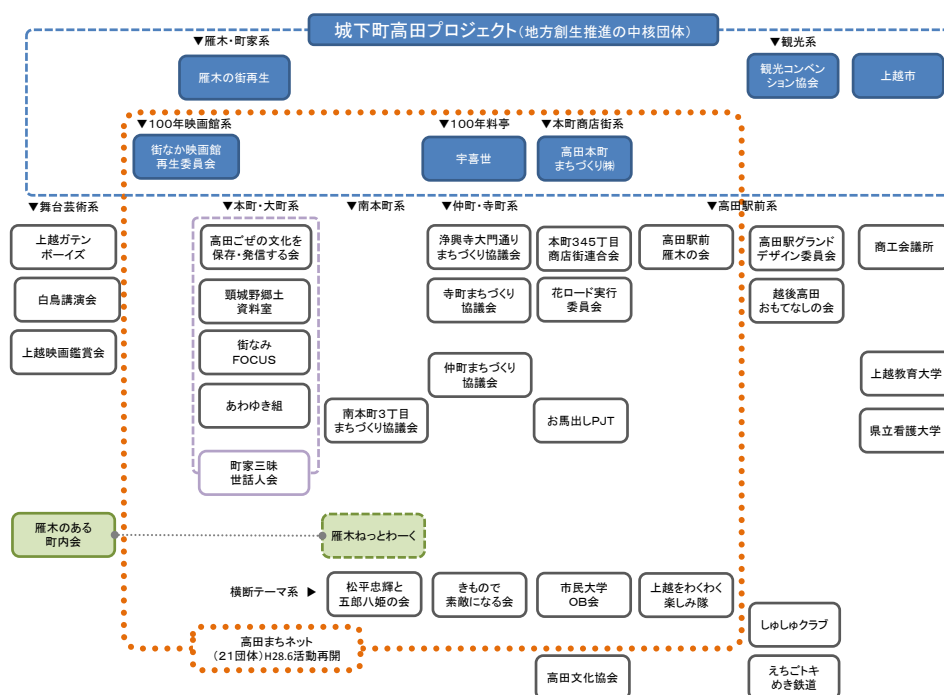 城下町高田プロジェクト(地方創生推進の中核団体)
▼雁木・町家系
▼観光系
雁木の街再生
観光コンベン
ション協会
上越市
▼100年映画館系
▼100年料亭
▼本町商店街系
街なか映画館
再生委員会
宇喜世
高田本町
まちづくり㈱
▼舞台芸術系
▼本町・大町系
▼南本町系
▼仲町・寺町系
▼高田駅前系
上越ガテン
ボーイズ
高田ごぜの文化を
保存・発信する会
浄興寺大門通り
まちづくり協議会
本町345丁目
商店街連合会
高田駅前
雁木の会
高田駅グランド
デザイン委員会
商工会議所
白鳥講演会
頸城野郷土
資料室
寺町まちづくり
協議会
花ロード実行
委員会
越後高田
おもてなしの会
上越映画鑑賞会
街なみ
FOCUS
仲町まちづくり
協議会
上越教育大学
あわゆき組
南本町3丁目
まちづくり協議会
お馬出しPJT
県立看護大学
町家三昧
世話人会
雁木のある
町内会
雁木ねっとわーく
横断テーマ系 ▶
松平忠輝と
五郎八姫の会
きもので
素敵になる会
市民大学
OB会
上越をわくわく
楽しみ隊
しゅしゅクラブ
高田まちネット
(21団体)H28.6活動再開
高田文化協会
えちごトキ
めき鉄道